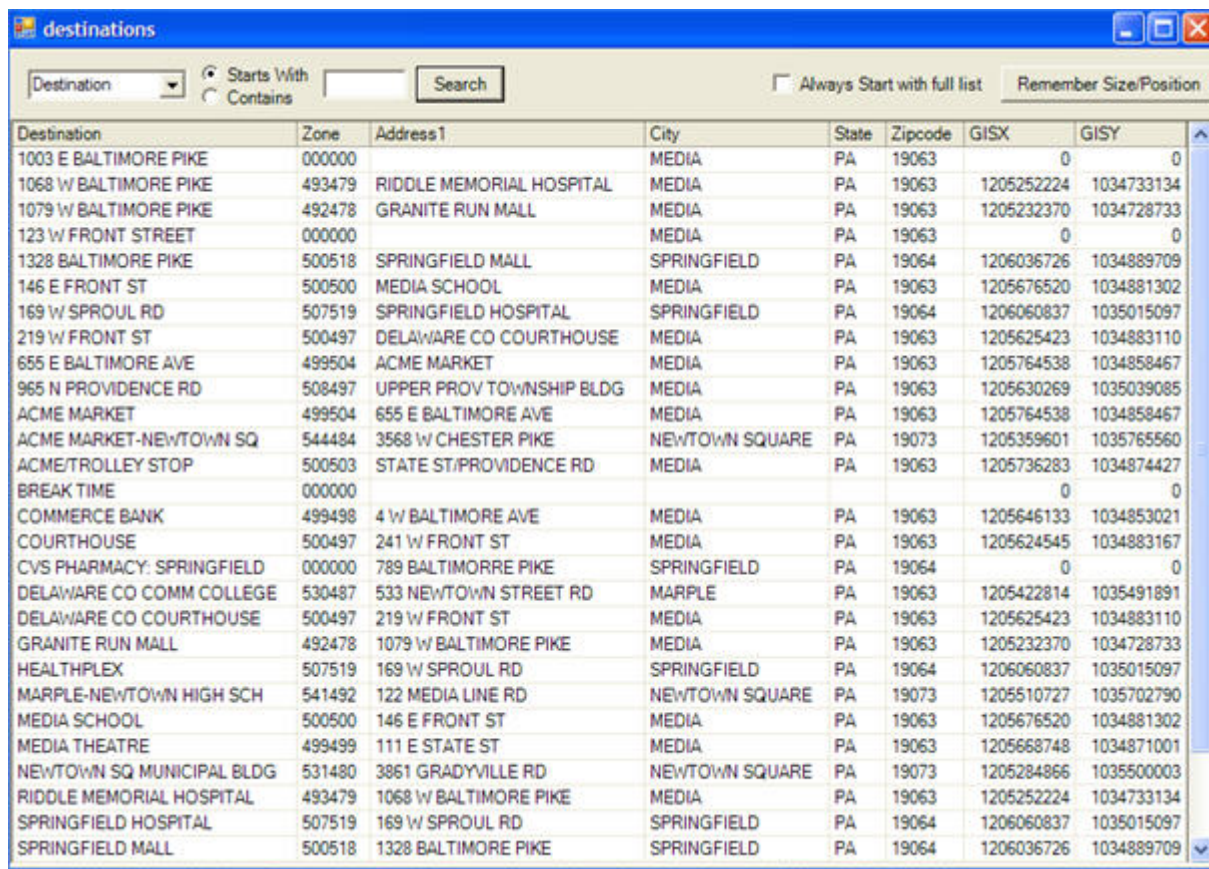 destinations
Destination Starts With Contains Search Always Start with full list Remember Size/Position
Destination Zone Address1 City State Zipcode GISX GISY
1003 E BALTIMORE PIKE 000000 MEDIA PA 19063 0 0
1068 W BALTIMORE PIKE 493479 RIDDLE MEMORIAL HOSPITAL MEDIA PA 19063 1205252224 1034733134
1079 W BALTIMORE PIKE 492478 GRANITE RUN MALL MEDIA PA 19063 1205232370 1034728733
123 W FRONT STREET 000000 MEDIA PA 19063 0 0
1328 BALTIMORE PIKE 500518 SPRINGFIELD MALL SPRINGFIELD PA 19064 1206036726 1034889709
146 E FRONT ST 500500 MEDIA SCHOOL MEDIA PA 19063 1205676520 1034881302
169 W SPROUL RD 507519 SPRINGFIELD HOSPITAL SPRINGFIELD PA 19064 1206060837 1035015097
219 W FRONT ST 500497 DELAWARE CO COURTHOUSE MEDIA PA 19063 1205625423 1034883110
655 E BALTIMORE AVE 499504 ACME MARKET MEDIA PA 19063 1205764538 1034858467
965 N PROVIDENCE RD 508497 UPPER PROV TOWNSHIP BLDG MEDIA PA 19063 1205630269 1035039085
ACME MARKET 499504 655 E BALTIMORE AVE MEDIA PA 19063 1205764538 1034858467
ACME MARKET-NEWTOWN SQ 544484 3568 W CHESTER PIKE NEWTOWN SQUARE PA 19073 1205359601 1035765560
ACME/TROLLEY STOP 500503 STATE ST/PROVIDENCE RD MEDIA PA 19063 1205736283 1034874427
BREAK TIME 000000 0 0
COMMERCE BANK 499498 4 W BALTIMORE AVE MEDIA PA 19063 1205646133 1034853021
COURTHOUSE 500497 241 W FRONT ST MEDIA PA 19063 1205624545 1034883167
CVS PHARMACY: SPRINGFIELD 000000 789 BALTIMORRE PIKE SPRINGFIELD PA 19064 0 0
DELAWARE CO COMM COLLEGE 530487 533 NEWTOWN STREET RD MARPLE PA 19063 1205422814 1035491891
DELAWARE CO COURTHOUSE 500497 219 W FRONT ST MEDIA PA 19063 1205625423 1034883110
GRANITE RUN MALL 492478 1079 W BALTIMORE PIKE MEDIA PA 19063 1205232370 1034728733
HEALTHPLEX 507519 169 W SPROUL RD SPRINGFIELD PA 19064 1206060837 1035015097
MARPLE-NEWTOWN HIGH SCH 541492 122 MEDIA LINE RD NEWTOWN SQUARE PA 19073 1205510727 1035702790
MEDIA SCHOOL 500500 146 E FRONT ST MEDIA PA 19063 1205676520 1034881302
MEDIA THEATRE 499499 111 E STATE ST MEDIA PA 19063 1205668748 1034871001
NEWTOWN SQ MUNICIPAL BLDG 531480 3861 GRADYVILLE RD NEWTOWN SQUARE PA 19073 1205284866 1035500003
RIDDLE MEMORIAL HOSPITAL 493479 1068 W BALTIMORE PIKE MEDIA PA 19063 1205252224 1034733134
SPRINGFIELD HOSPITAL 507519 169 W SPROUL RD SPRINGFIELD PA 19064 1206060837 1035015097
SPRINGFIELD MALL 500518 1328 BALTIMORE PIKE SPRINGFIELD PA 19064 1206036726 1034889709